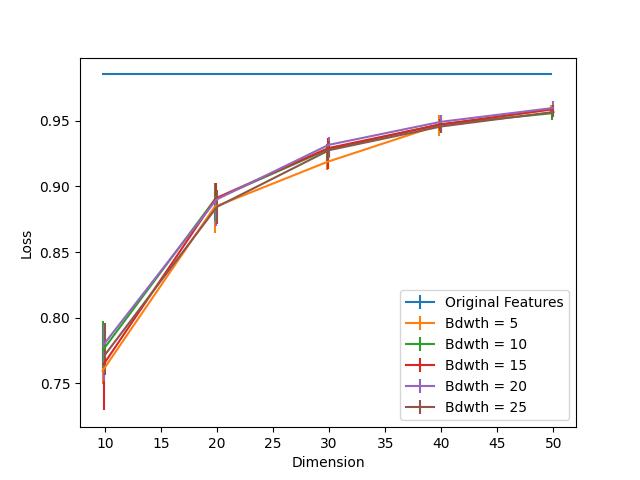 0.95
0.90
0.85
0.80
0.75
Loss
10 15 20 25 30 35 40 45 50
Dimension
Original Features
Bdwth = 5
Bdwth = 10
Bdwth = 15
Bdwth = 20
Bdwth = 25